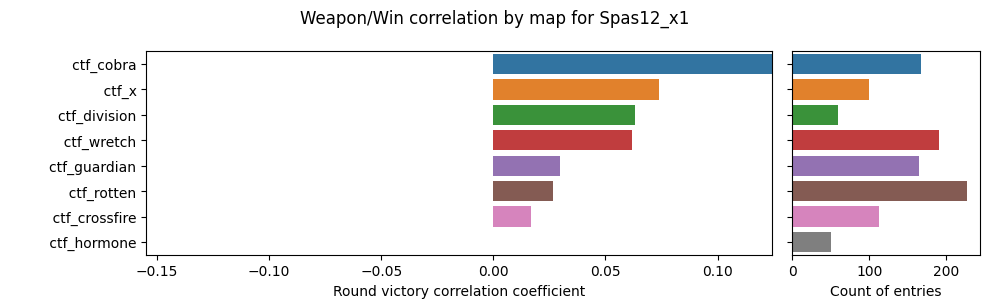 Weapon/Win correlation by map for Spas12_x1
ctf_cobra
ctf_x
ctf_division
ctf_wretch
ctf_guardian
ctf_rotten
ctf_crossfire
ctf_hormone
−0.15 −0.10 −0.05 0.00 0.05 0.10
0 100 200
Round victory correlation coefficient
Count of entries